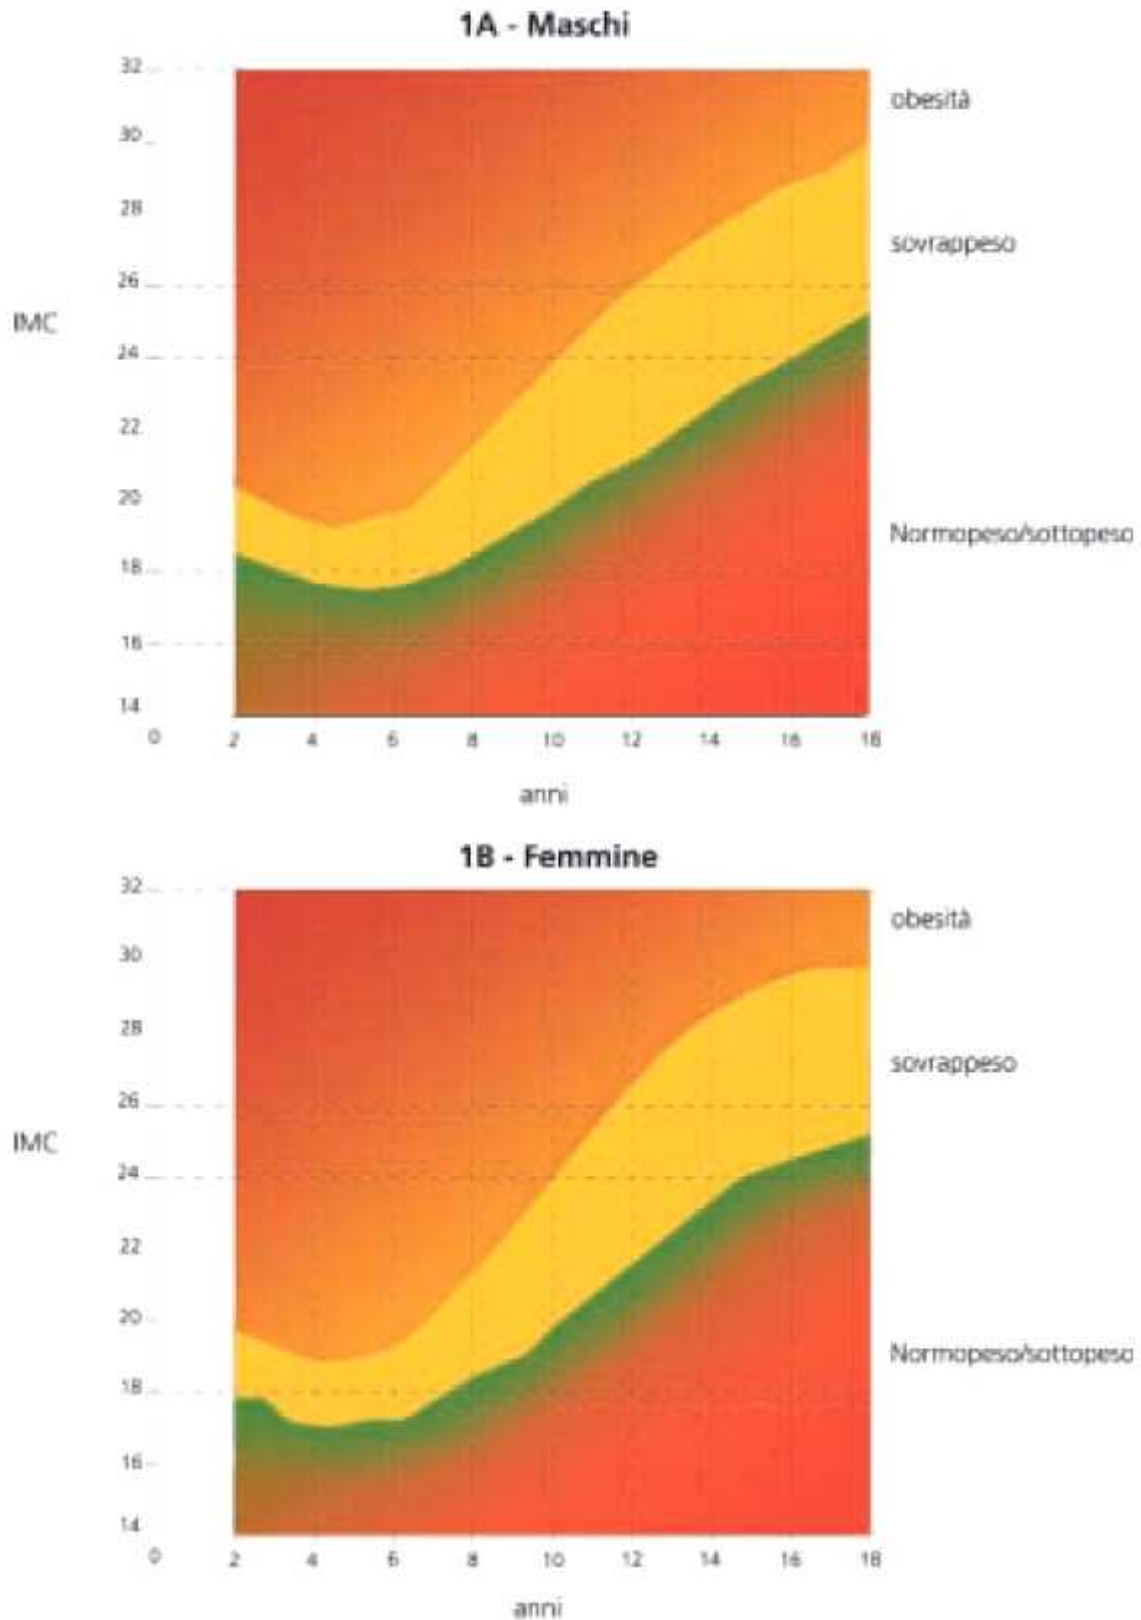 1A - Maschi
32
obesità
30
28
sovrappeso
26
IMC
24
22
20
Normopeso/sottopeso
18
16
14
0 2 4 6 8 10 12 14 16 18
anni
1B - Femmine
32
obesità
30
28
sovrappeso
26
IMC
24
22
20
Normopeso/sottopeso
18
16
14
0 2 4 6 8 10 12 14 16 18
anni